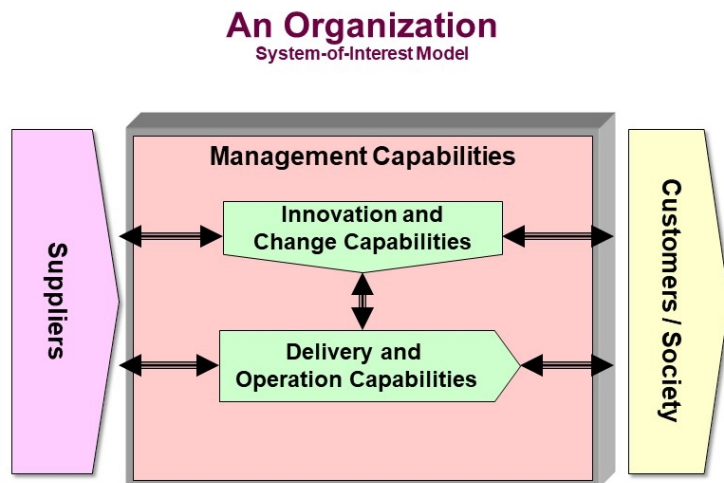 An Organization
System-of-Interest Model
Management Capabilities
Innovation and
Change Capabilities
Suppliers
Customers / Society
Delivery and
Operation Capabilities